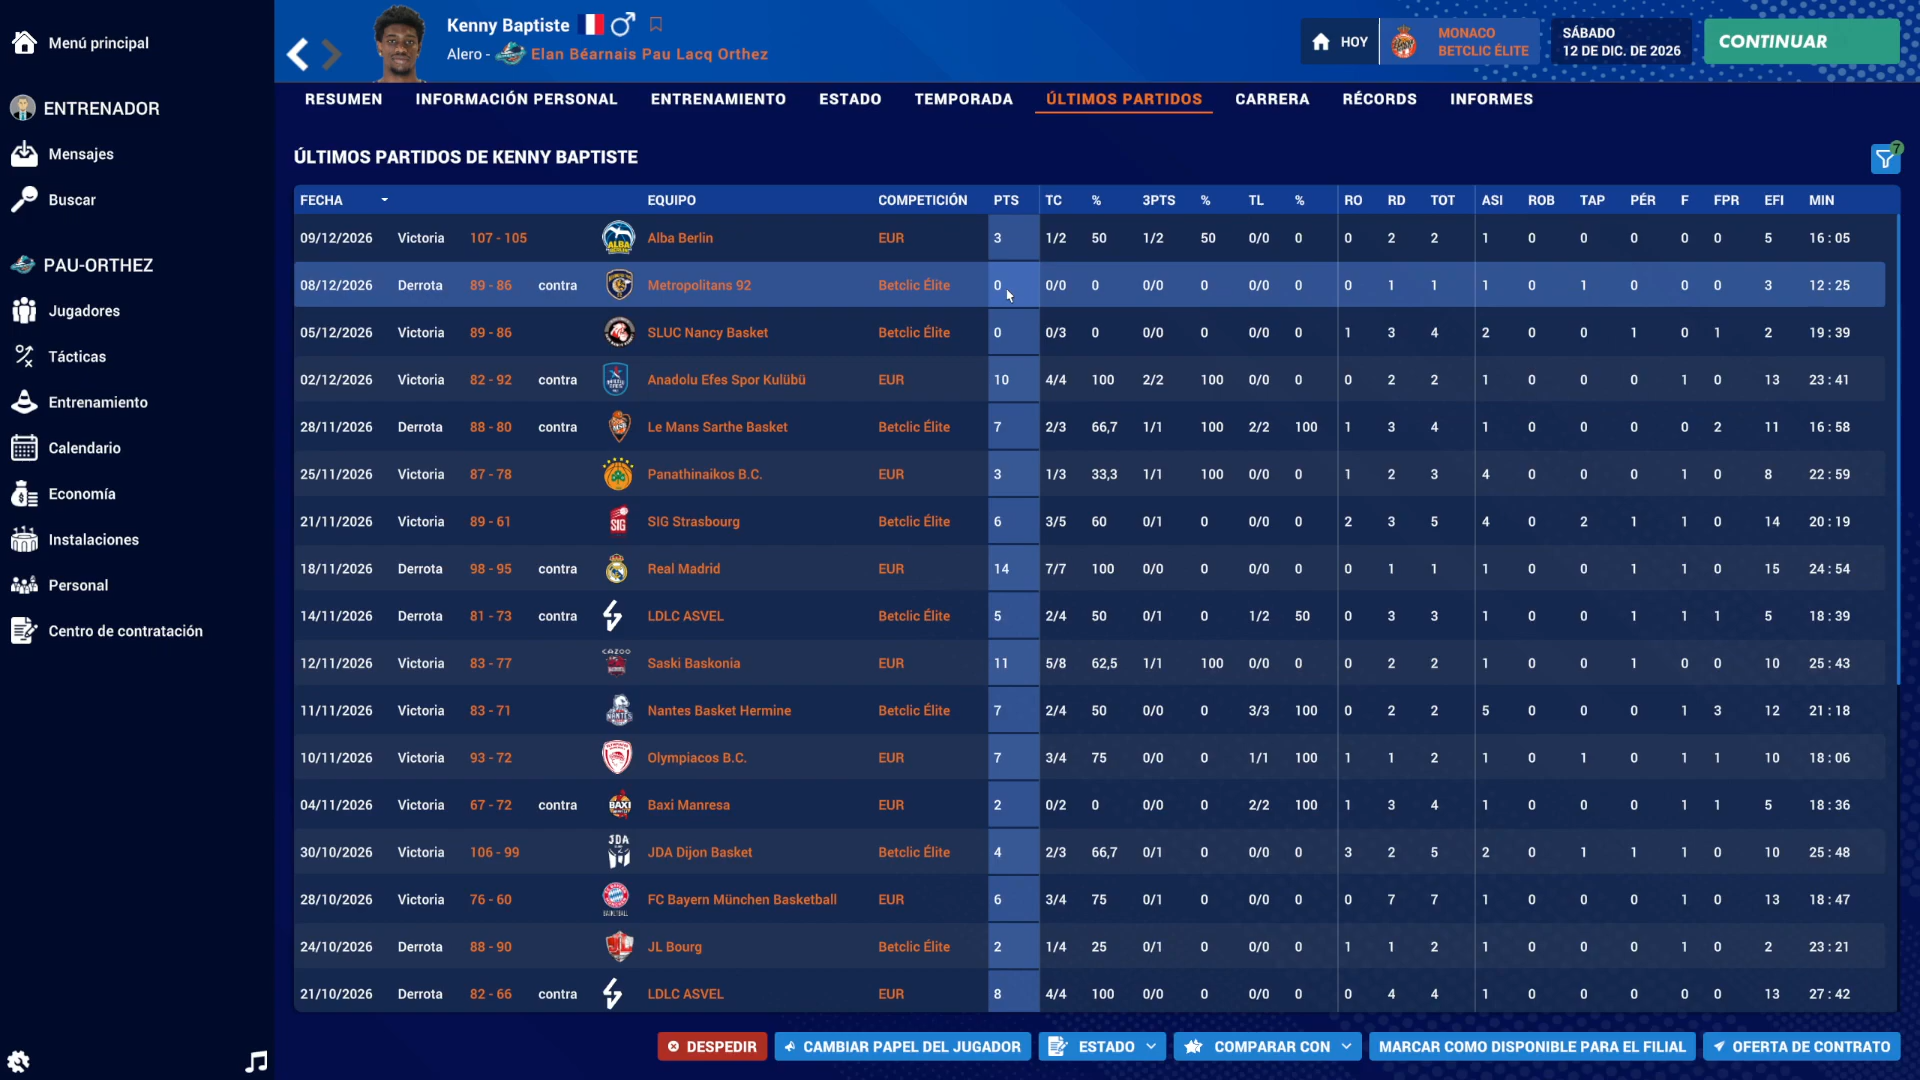 Menú principal
ENTRENADOR
Mensajes
Buscar
PAU-ORTHEZ
Jugadores
Tácticas
Entrenamiento
Calendario
Economía
Instalaciones
Personal
Centro de contratación
Kenny Baptiste
Alero - Elan Béarnais Pau Lacq Orthez
HOY
MONACO
BETCLIC ÉLITE
SÁBADO
12 DE DIC. DE 2026
CONTINUAR
RESUMEN INFORMACIÓN PERSONAL ENTRENAMIENTO ESTADO TEMPORADA ÚLTIMOS PARTIDOS CARRERA RÉCORDS INFORMES
ÚLTIMOS PARTIDOS DE KENNY BAPTISTE
7
FECHA EQUIPO COMPETICIÓN PTS TC % 3PTS % TL % RO RD TOT ASI ROB TAP PÉR F FPR EFI MIN
09/12/2026 Victoria 107 - 105 Alba Berlin EUR 3 1/2 50 1/2 50 0/0 0 0 2 2 1 0 0 0 0 0 5 16 : 05
08/12/2026 Derrota 89 - 86 contra Metropolitans 92 Betclic Élite 0 0/0 0 0/0 0 0/0 0 0 1 1 1 0 1 0 0 0 3 12 : 25
05/12/2026 Victoria 89 - 86 SLUC Nancy Basket Betclic Élite 0 0/3 0 0/0 0 0/0 0 1 3 4 2 0 0 1 0 1 2 19 : 39
02/12/2026 Victoria 82 - 92 contra Anadolu Efes Spor Kulübü EUR 10 4/4 100 2/2 100 0/0 0 0 2 2 1 0 0 0 1 0 13 23 : 41
28/11/2026 Derrota 88 - 80 contra Le Mans Sarthe Basket Betclic Élite 7 2/3 66,7 1/1 100 2/2 100 1 3 4 1 0 0 0 0 2 11 16 : 58
25/11/2026 Victoria 87 - 78 Panathinaikos B.C. EUR 3 1/3 33,3 1/1 100 0/0 0 1 2 3 4 0 0 0 1 0 8 22 : 59
21/11/2026 Victoria 89 - 61 SIG Strasbourg Betclic Élite 6 3/5 60 0/1 0 0/0 0 2 3 5 4 0 2 1 1 0 14 20 : 19
18/11/2026 Derrota 98 - 95 contra Real Madrid EUR 14 7/7 100 0/0 0 0/0 0 0 1 1 1 0 0 1 1 0 15 24 : 54
14/11/2026 Derrota 81 - 73 contra LDLC ASVEL Betclic Élite 5 2/4 50 0/1 0 1/2 50 0 3 3 1 0 0 1 1 1 5 18 : 39
12/11/2026 Victoria 83 - 77 Saski Baskonia EUR 11 5/8 62,5 1/1 100 0/0 0 0 2 2 1 0 0 1 0 0 10 25 : 43
11/11/2026 Victoria 83 - 71 Nantes Basket Hermine Betclic Élite 7 2/4 50 0/0 0 3/3 100 0 2 2 5 0 0 0 1 3 12 21 : 18
10/11/2026 Victoria 93 - 72 Olympiacos B.C. EUR 7 3/4 75 0/0 0 1/1 100 1 1 2 1 0 1 0 1 1 10 18 : 06
04/11/2026 Victoria 67 - 72 contra Baxi Manresa EUR 2 0/2 0 0/0 0 2/2 100 1 3 4 1 0 0 0 1 1 5 18 : 36
30/10/2026 Victoria 106 - 99 JDA Dijon Basket Betclic Élite 4 2/3 66,7 0/1 0 0/0 0 3 2 5 2 0 1 1 1 0 10 25 : 48
28/10/2026 Victoria 76 - 60 FC Bayern München Basketball EUR 6 3/4 75 0/1 0 0/0 0 0 7 7 1 0 0 0 1 0 13 18 : 47
24/10/2026 Derrota 88 - 90 JL Bourg Betclic Élite 2 1/4 25 0/1 0 0/0 0 1 1 2 1 0 0 0 1 0 2 23 : 21
21/10/2026 Derrota 82 - 66 contra LDLC ASVEL EUR 8 4/4 100 0/0 0 0/0 0 0 4 4 1 0 0 0 0 0 13 27 : 42
DESPEDIR CAMBIAR PAPEL DEL JUGADOR ESTADO COMPARAR CON MARCAR COMO DISPONIBLE PARA EL FILIAL OFERTA DE CONTRATO